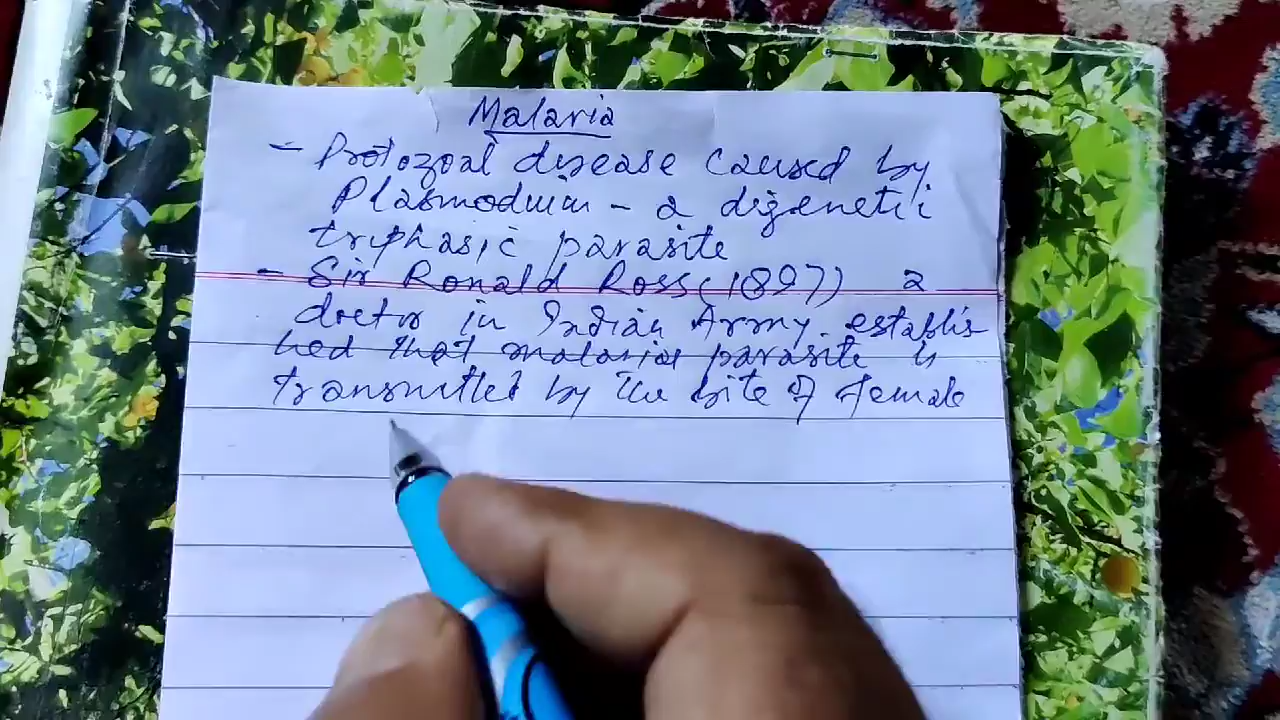 Malaria
- Protozoal disease caused by
Plasmodium - a digenetic
triphasic parasite
- Sir Ronald Ross (1897) a
doctor in Indian Army. establis
hed that malarial parasite is
transmitted by the bite of female